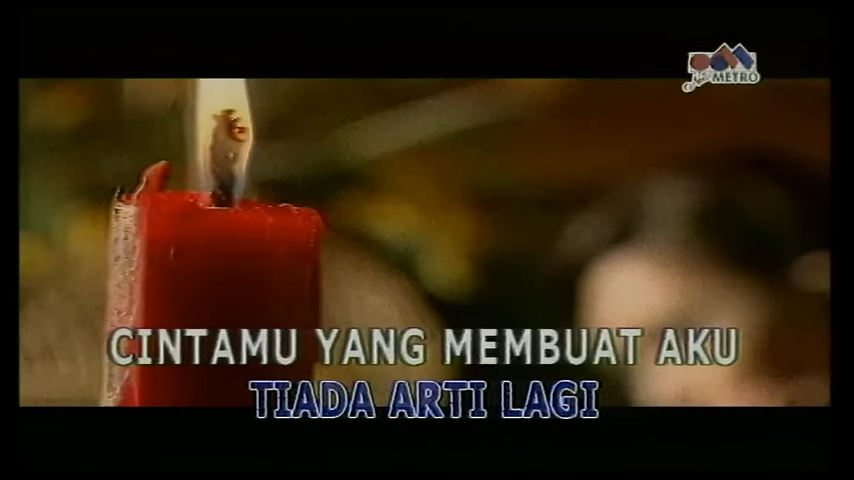 METRO
CINTAMU YANG MEMBUAT AKU
TIADA ARTI LAGI